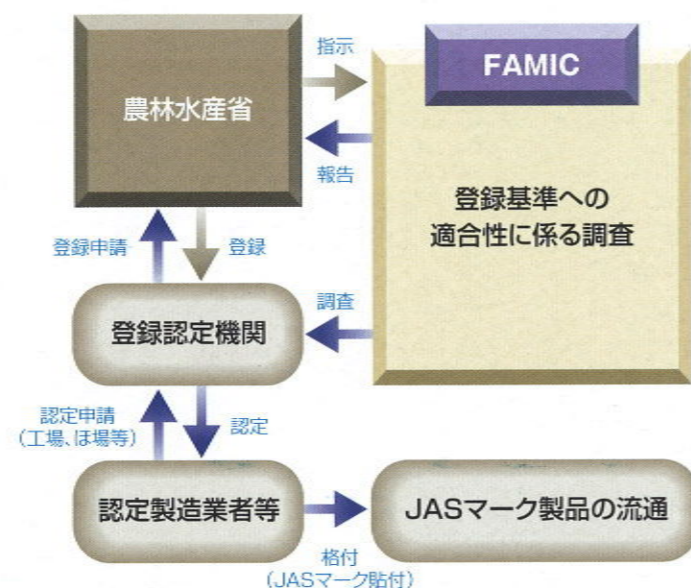 指示
FAMIC
農林水産省
報告
登録基準への
適合性に係る調査
登録申請
登録
調査
登録認定機関
認定申請
(工場、ほ場等)
認定
認定製造業者等
JASマーク製品の流通
格付
(JASマーク貼付)